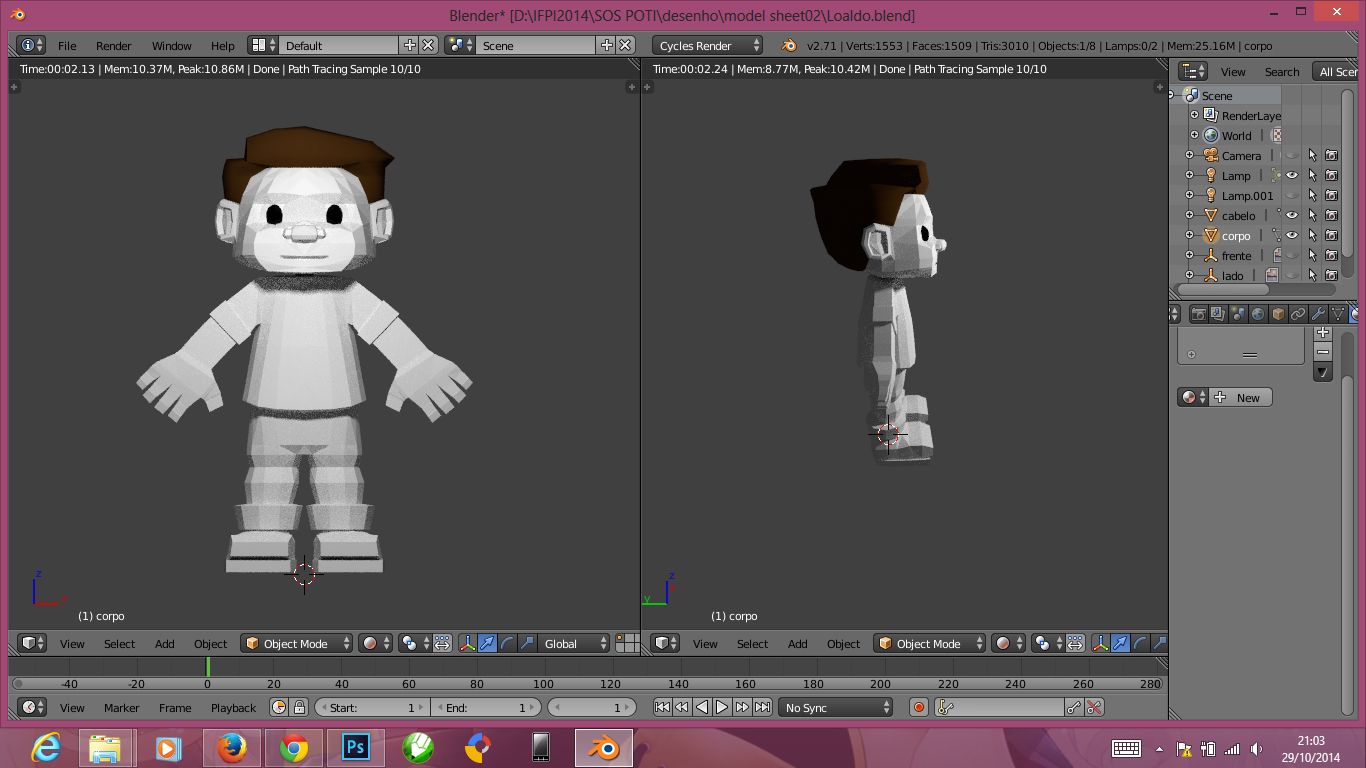 Blender* [D:\IFPI2014\SOS POTI\desenho\model sheet02\Loaldo.blend]
File Render Window Help Default Scene Cycles Render v2.71 | Verts:1553 | Faces:1509 | Tris:3010 | Objects:1/8 | Lamps:0/2 | Mem:25.16M | corpo
Time:00:02.13 | Mem:10.37M, Peak:10.86M | Done | Path Tracing Sample 10/10
Time:00:02.24 | Mem:8.77M, Peak:10.42M | Done | Path Tracing Sample 10/10
View Search All Scer
Scene
RenderLaye
World
Camera
Lamp
Lamp.001
cabelo
corpo
frente
lado
New
z
(1) corpo
z
y
(1) corpo
View Select Add Object Object Mode Global
View Select Add Object Object Mode
-40 -20 0 20 40 60 80 100 120 140 160 180 200 220 240 260 280
View Marker Frame Playback Start: 1 End: 1 1 No Sync
Ps
21:03
29/10/2014